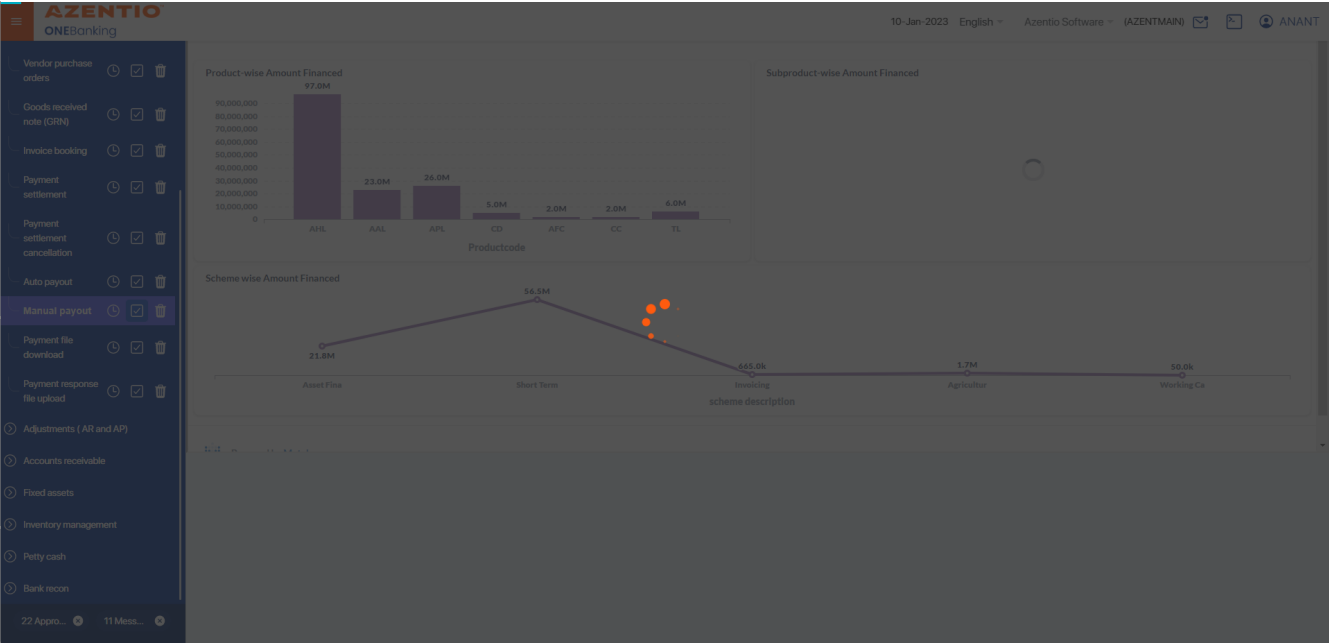 AZENTIO
ONEBanking
10-Jan-2023 English Azentio Software (AZENTMAIN) ANANT
Vendor purchase
orders
Goods received
note (GRN)
Invoice booking
Payment
settlement
Payment
settlement
cancellation
Auto payout
Manual payout
Payment file
download
Payment response
file upload
Adjustments ( AR and AP)
Accounts receivable
Fixed assets
Inventory management
Petty cash
Bank recon
22 Appro... 11 Mess...
Product-wise Amount Financed
97.0M
90,000,000
80,000,000
70,000,000
60,000,000
50,000,000
40,000,000
30,000,000
20,000,000
10,000,000
0
23.0M
26.0M
5.0M
2.0M
2.0M
6.0M
AHL AAL APL CD AFC CC TL
Productcode
Subproduct-wise Amount Financed
Scheme wise Amount Financed
56.5M
21.8M
665.0k
1.7M
50.0k
Asset Fina Short Term Invoicing Agricultur Working Ca
scheme description